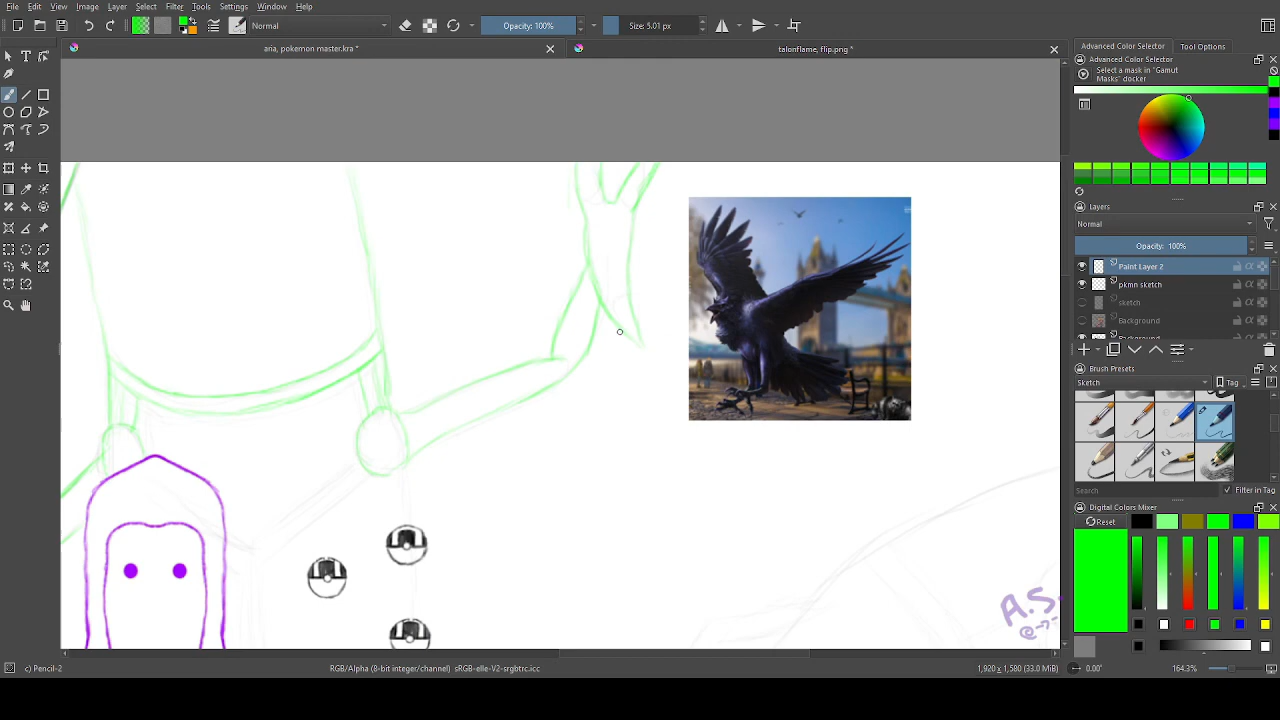 File Edit View Image Layer Select Filter Tools Settings Window Help
Normal Opacity: 100% Size: 5.01 px
aria, pokemon master.kra * talonflame, flip.png *
Advanced Color Selector Tool Options
Advanced Color Selector
Select a mask in "Gamut
Masks" docker
Layers
Normal
Opacity: 100%
Paint Layer 2
pkmn sketch
sketch
Background
Background
Brush Presets
Sketch Tag
Search Filter in Tag
Digital Colors Mixer
Reset
A.S.
c) Pencil-2 RGB/Alpha (8-bit integer/channel) sRGB-elle-V2-srgbtrc.icc 1,920 x 1,580 (33.0 MiB) 0.00° 164.3%